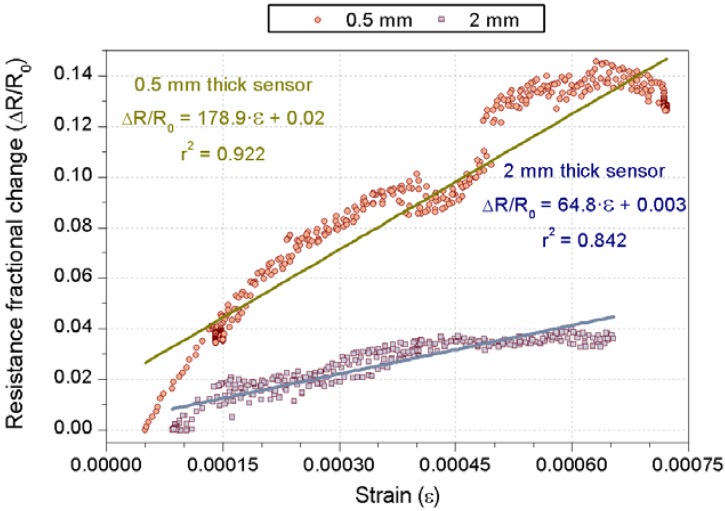 0.5 mm 2 mm
0.5 mm thick sensor
ΔR/R₀ = 178.9·ε + 0.02
r² = 0.922
2 mm thick sensor
ΔR/R₀ = 64.8·ε + 0.003
r² = 0.842
Resistance fractional change (ΔR/R₀)
0.14
0.12
0.10
0.08
0.06
0.04
0.02
0.00
0.00000 0.00015 0.00030 0.00045 0.00060 0.00075
Strain (ε)